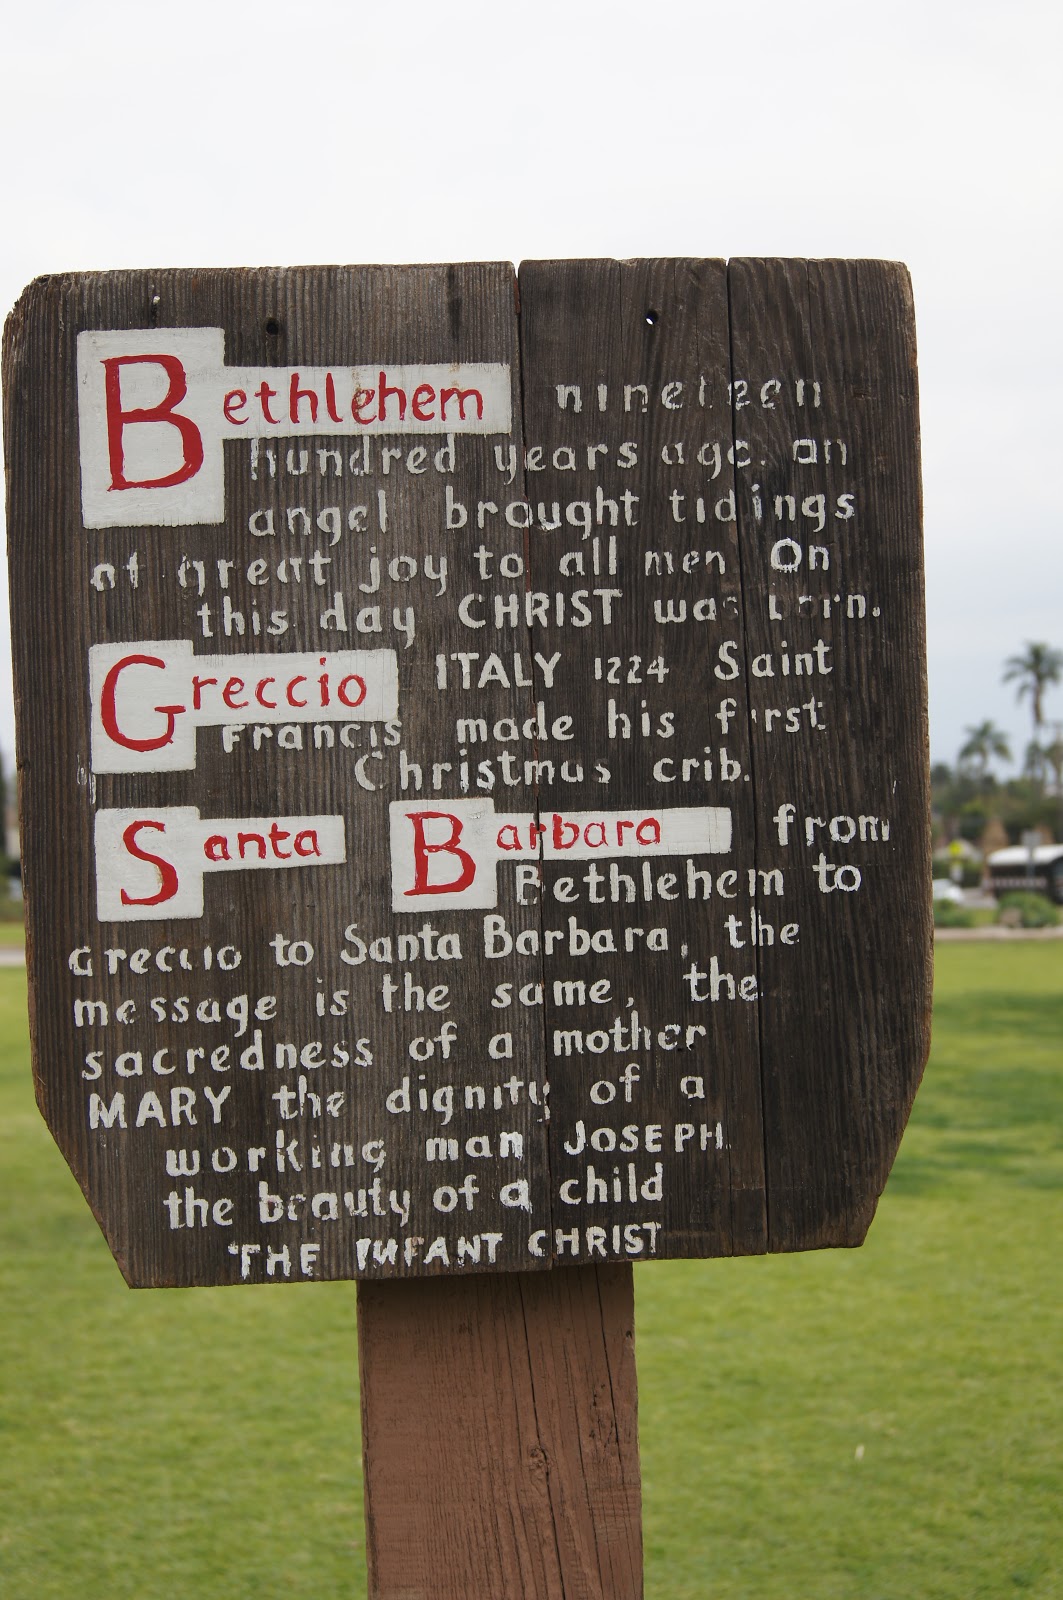 Bethlehem nineteen
hundred years ago. an
angel brought tidings
of great joy to all men On
this day CHRIST was born.
Greccio ITALY 1224 Saint
Francis made his first
Christmas crib.
Santa Barbara from
Bethlehem to
Greccio to Santa Barbara, the
message is the same, the
sacredness of a mother
MARY the dignity of a
working man JOSEPH
the beauty of a child
THE INFANT CHRIST